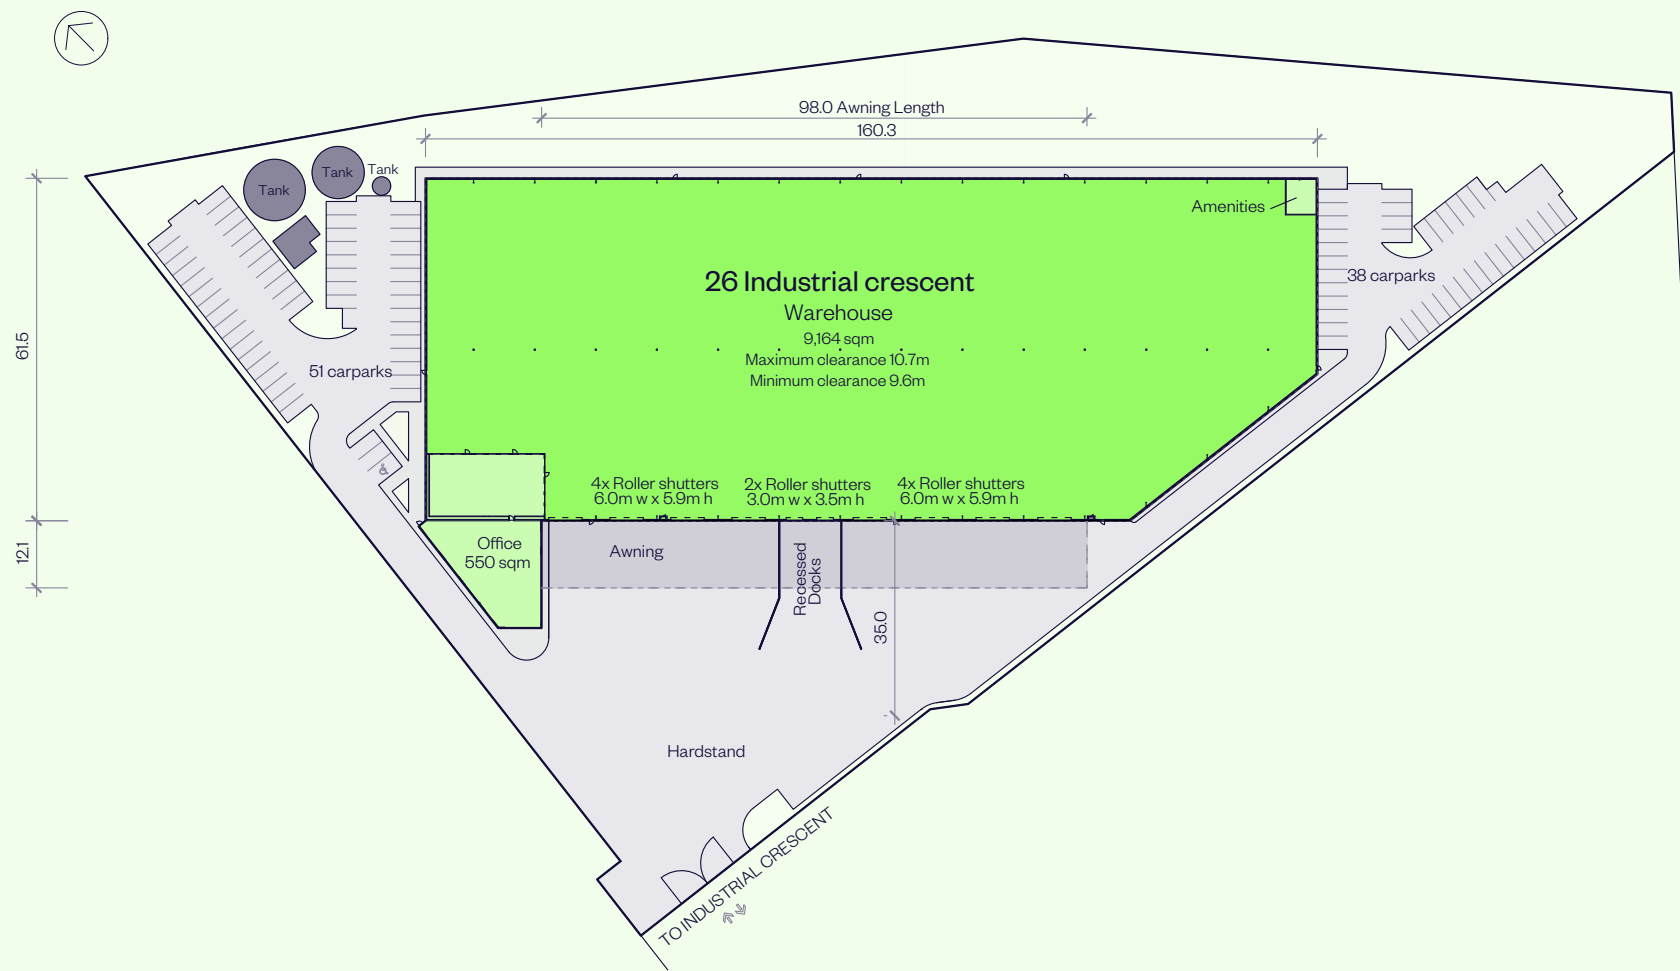 98.0 Awning Length
160.3
Tank
Tank
Tank
Amenities
26 Industrial crescent
Warehouse
9,164 sqm
Maximum clearance 10.7m
Minimum clearance 9.6m
38 carparks
61.5
51 carparks
4x Roller shutters
6.0m w x 5.9m h
2x Roller shutters
3.0m w x 3.5m h
4x Roller shutters
6.0m w x 5.9m h
12.1
Office
550 sqm
Awning
Recessed
Docks
35.0
Hardstand
TO INDUSTRIAL CRESCENT